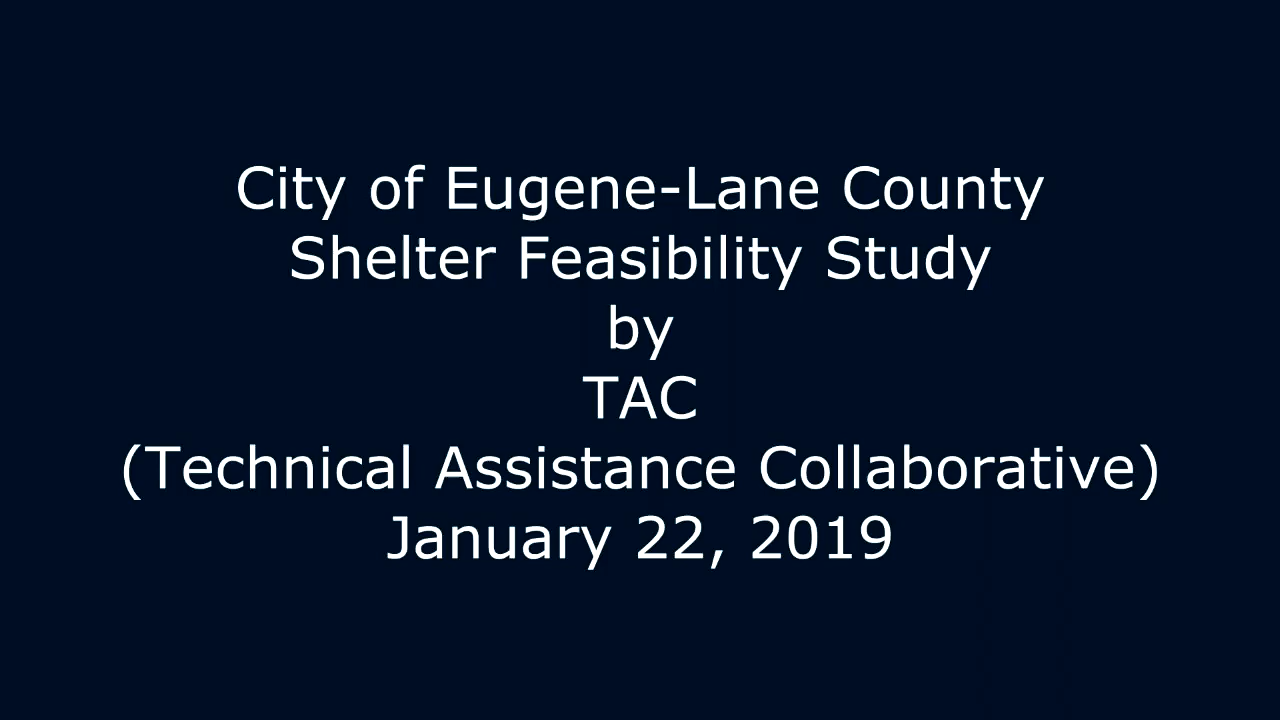 City of Eugene-Lane County
Shelter Feasibility Study
by
TAC
(Technical Assistance Collaborative)
January 22, 2019